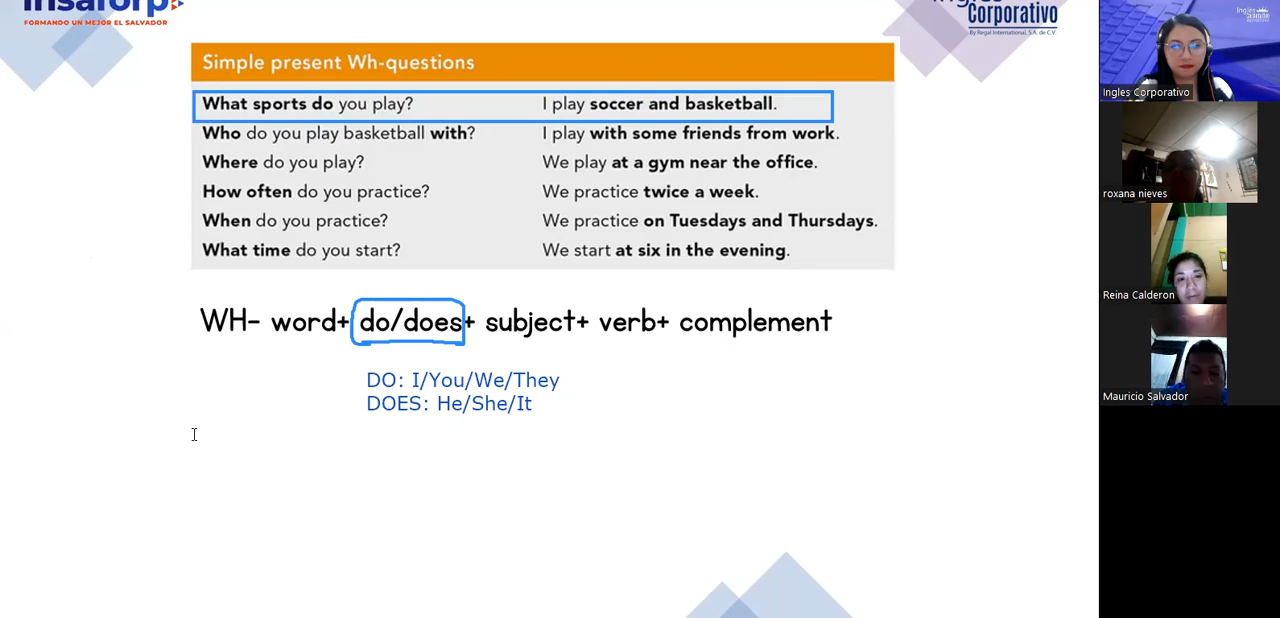 insaforp
FORMANDO UN MEJOR EL SALVADOR
Corporativo
By Regal International, S.A. de C.V.
Simple present Wh-questions
What sports do you play? I play soccer and basketball.
Who do you play basketball with? I play with some friends from work.
Where do you play? We play at a gym near the office.
How often do you practice? We practice twice a week.
When do you practice? We practice on Tuesdays and Thursdays.
What time do you start? We start at six in the evening.
WH- word+ do/does+ subject+ verb+ complement
DO: I/You/We/They
DOES: He/She/It
Ingles Corporativo
roxana nieves
Reina Calderon
Mauricio Salvador